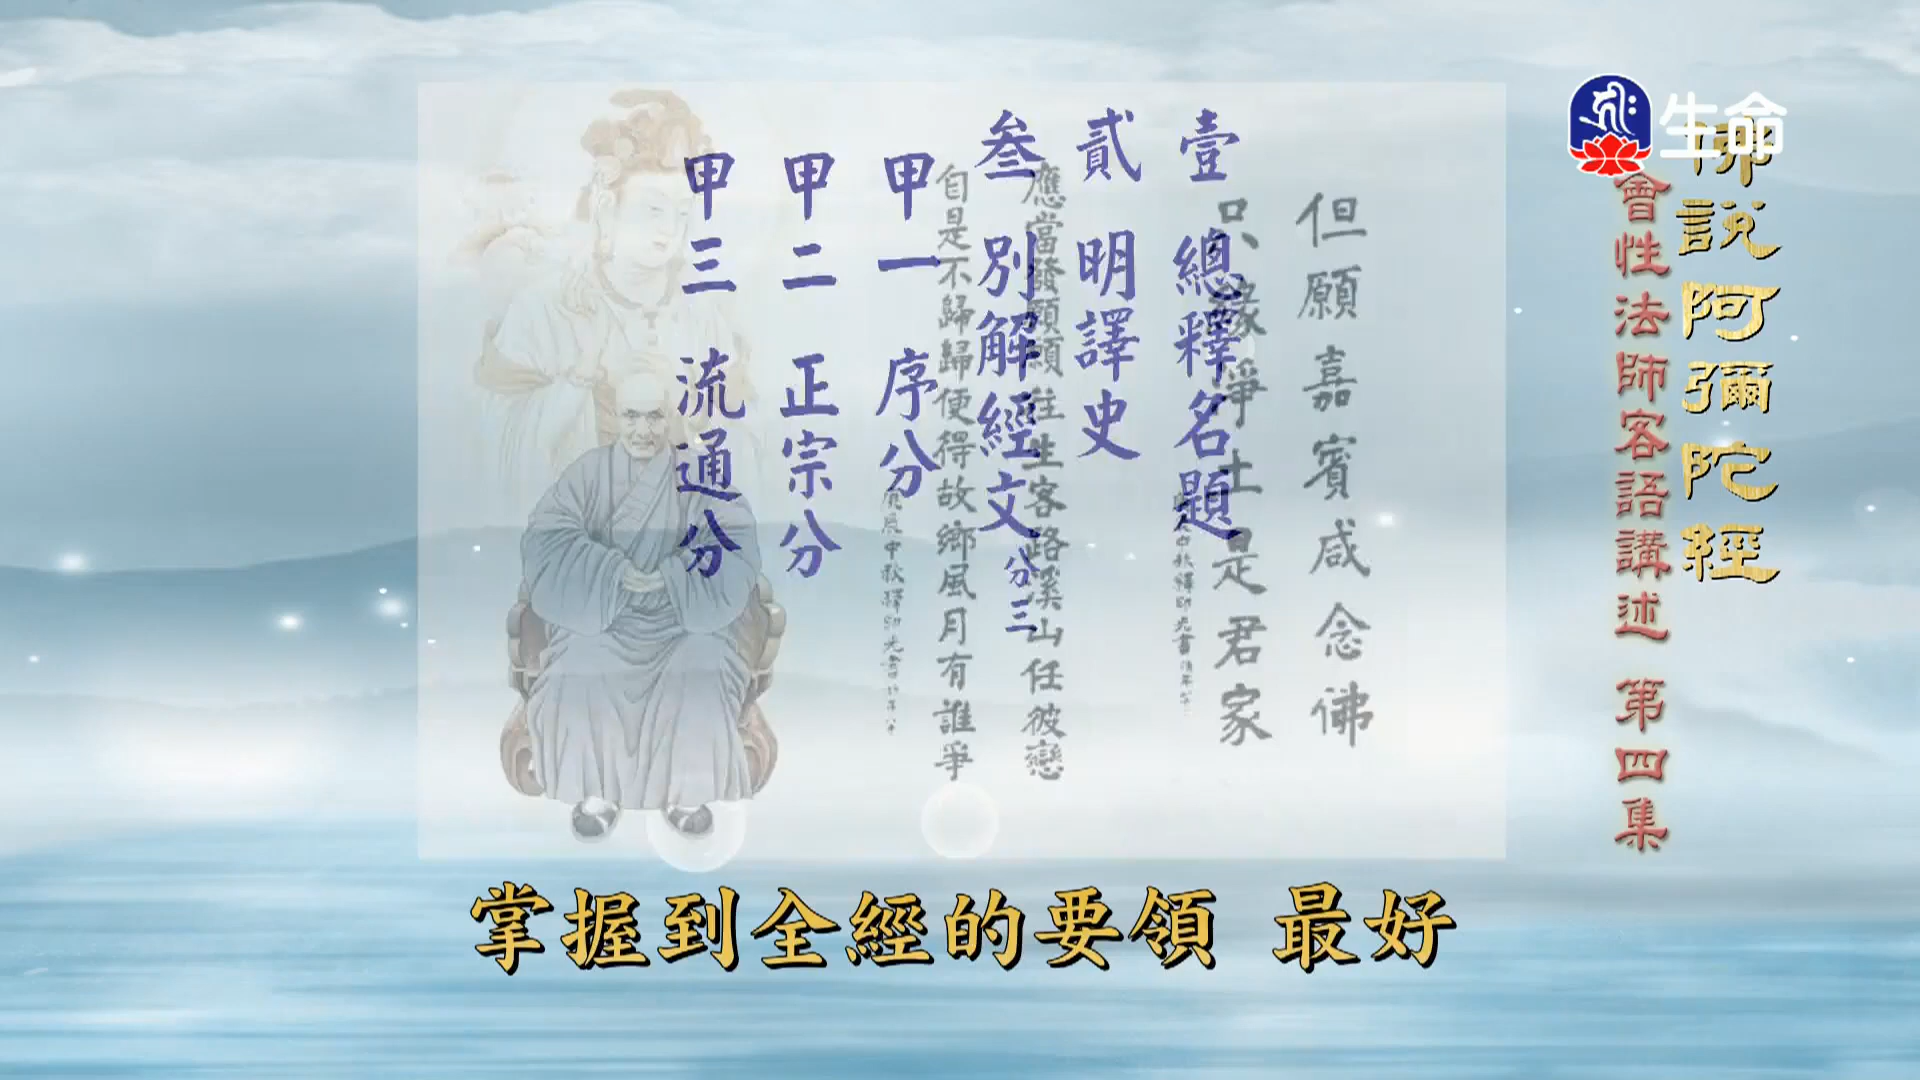 生命
佛說阿彌陀經
會性法師客語講述 第四集
壹 總釋名題
貳 明譯史
叁 別解經文 分三
甲一 序分
甲二 正宗分
甲三 流通分
但願嘉賓咸念佛
只緣淨土是君家
應當發願願往生客路溪山任彼戀
自是不歸歸便得故鄉風月有誰爭
掌握到全經的要領 最好